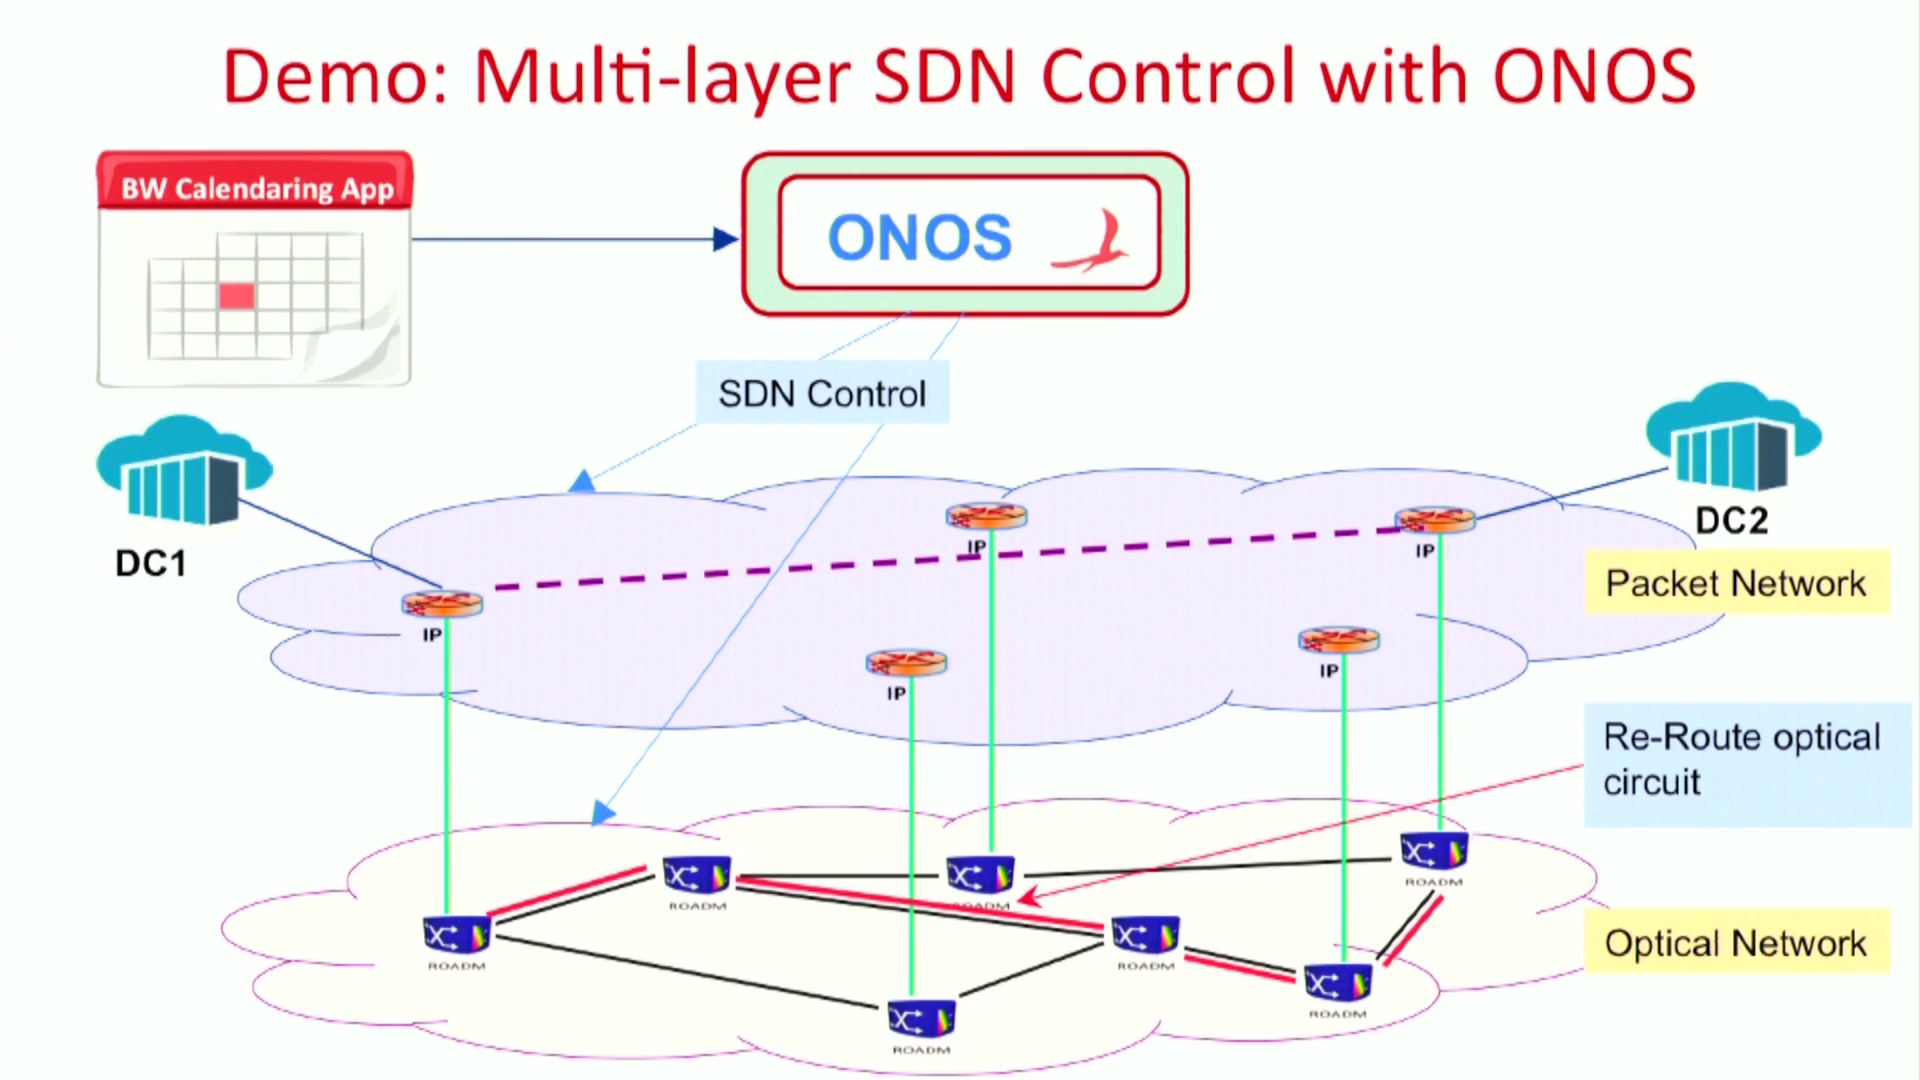 Demo: Multi-layer SDN Control with ONOS
BW Calendaring App
ONOS
SDN Control
DC1
DC2
IP
IP
Packet Network
IP
IP
IP
Re-Route optical
circuit
ROADM
ROADM
ROADM
Optical Network
ROADM
ROADM
ROADM
ROADM